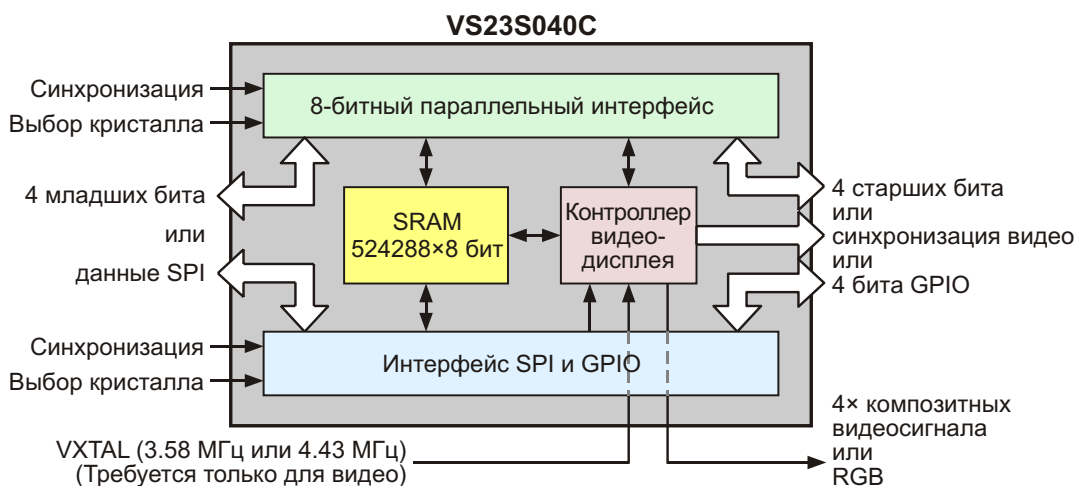 VS23S040C
Синхронизация
Выбор кристалла
8-битный параллельный интерфейс
4 младших бита
или
данные SPI
SRAM
524288×8 бит
Контроллер
видео-
дисплея
4 старших бита
или
синхронизация видео
или
4 бита GPIO
Синхронизация
Выбор кристалла
Интерфейс SPI и GPIO
VXTAL (3.58 МГц или 4.43 МГц)
(Требуется только для видео)
4× композитных
видеосигнала
или
RGB